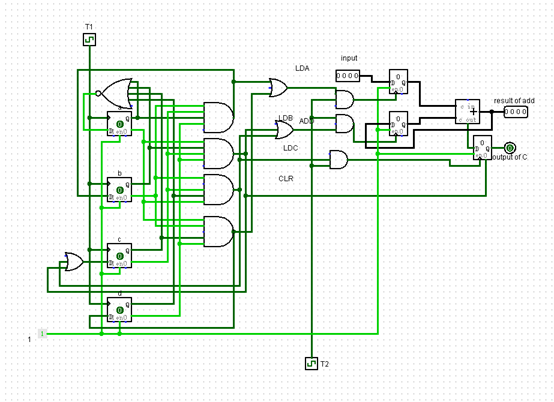 T1
input
LDA
0 0 0 0
result of add
0 0 0 0
LDB
ADD
LDC
output of C
CLR
a
b
c
d
1
1
T2